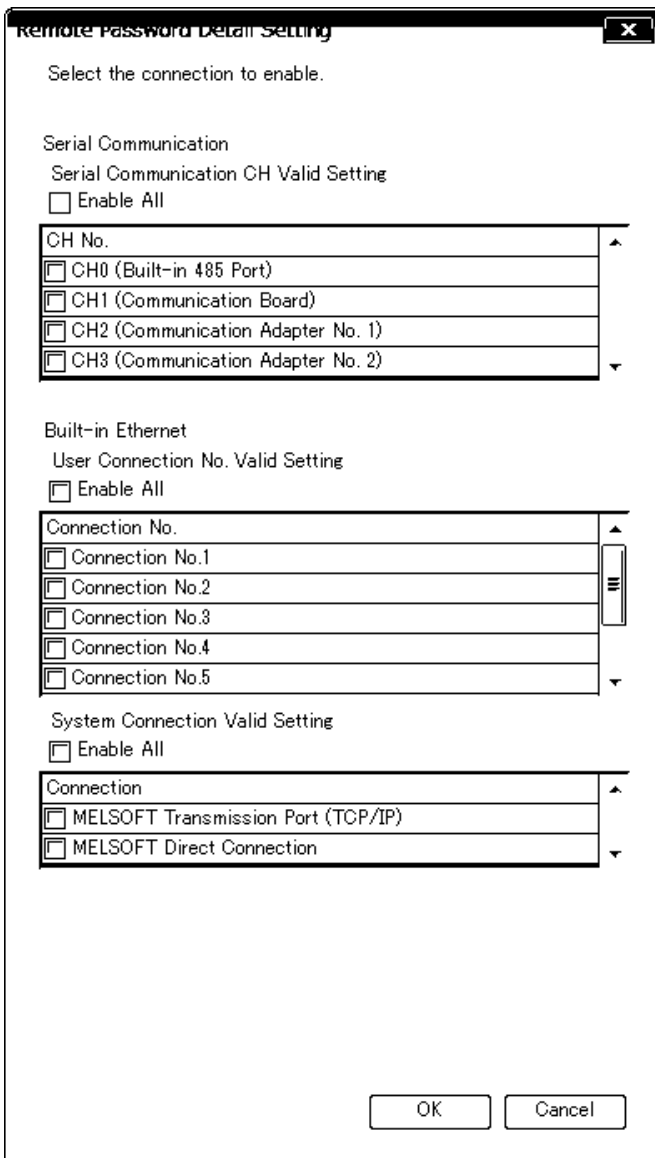 Remote Password Detail Setting
Select the connection to enable.
Serial Communication
Serial Communication CH Valid Setting
Enable All
CH No.
CH0 (Built-in 485 Port)
CH1 (Communication Board)
CH2 (Communication Adapter No. 1)
CH3 (Communication Adapter No. 2)
Built-in Ethernet
User Connection No. Valid Setting
Enable All
Connection No.
Connection No.1
Connection No.2
Connection No.3
Connection No.4
Connection No.5
System Connection Valid Setting
Enable All
Connection
MELSOFT Transmission Port (TCP/IP)
MELSOFT Direct Connection
OK Cancel